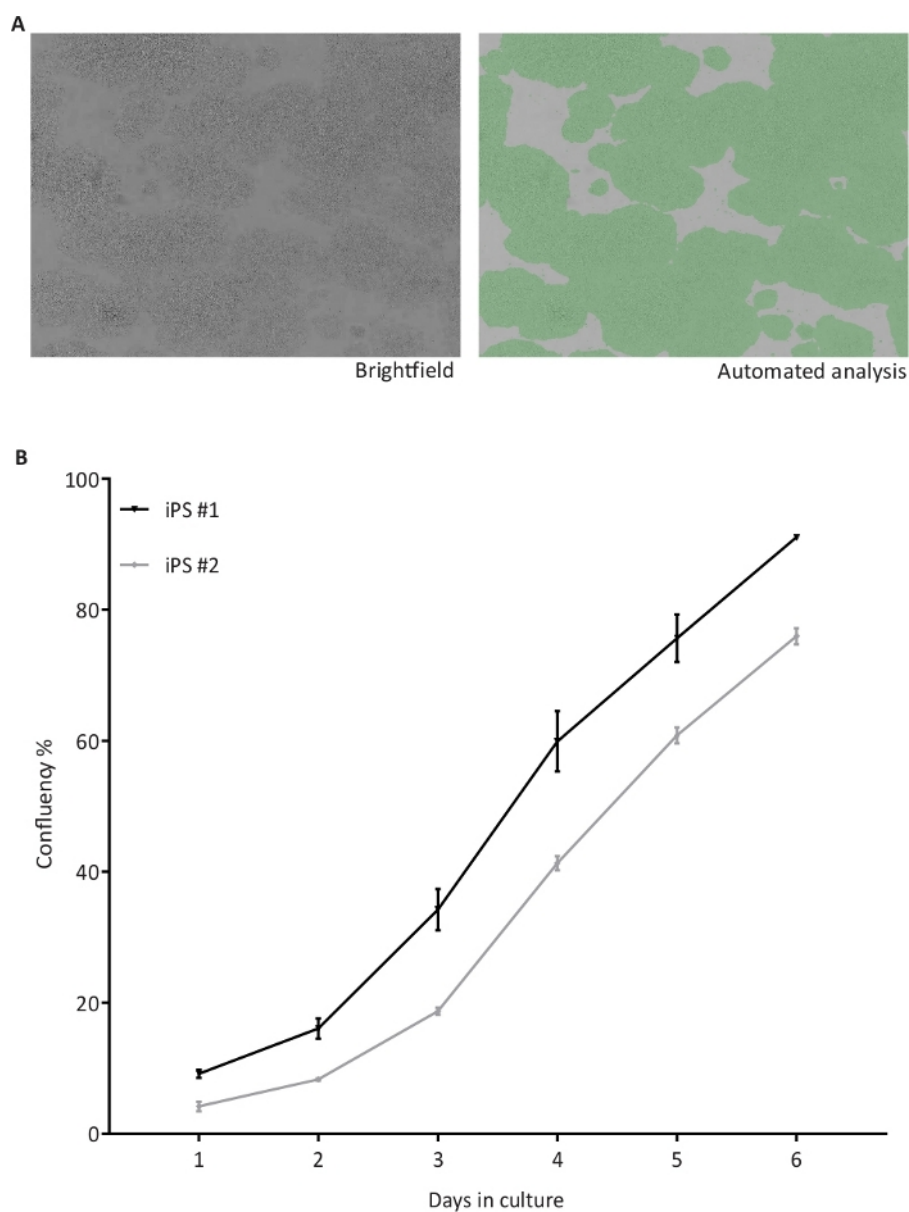 A
Brightfield
Automated analysis
B
100
80
60
40
20
0
iPS #1
iPS #2
Confluency %
1 2 3 4 5 6
Days in culture